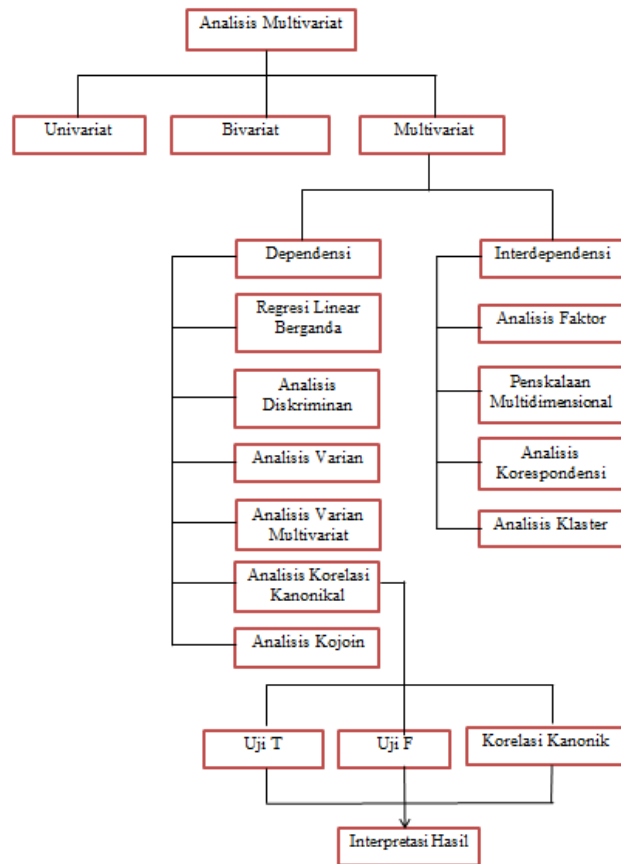 Analisis Multivariat
Univariat
Bivariat
Multivariat
Dependensi
Interdependensi
Regresi Linear
Berganda
Analisis Faktor
Analisis
Diskriminan
Penskalaan
Multidimensional
Analisis Varian
Analisis
Korespondensi
Analisis Varian
Multivariat
Analisis Klaster
Analisis Korelasi
Kanonikal
Analisis Kojoin
Uji T
Uji F
Korelasi Kanonik
Interpretasi Hasil